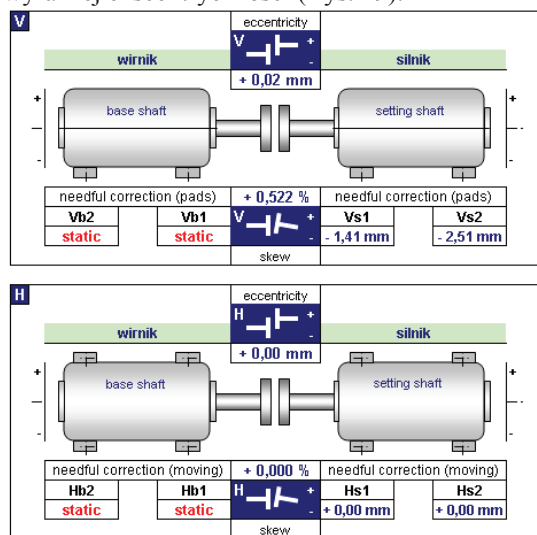 V
eccentricity
V + -
wirnik silnik
+ 0,02 mm
base shaft setting shaft
+ - + -
needful correction (pads) + 0,522 % needful correction (pads)
Vb2 Vb1 V + - Vs1 Vs2
static static - 1,41 mm - 2,51 mm
skew
H
eccentricity
H + -
wirnik silnik
+ 0,00 mm
base shaft setting shaft
+ - + -
needful correction (moving) + 0,000 % needful correction (moving)
Hb2 Hb1 H + - Hs1 Hs2
static static + 0,00 mm + 0,00 mm
skew